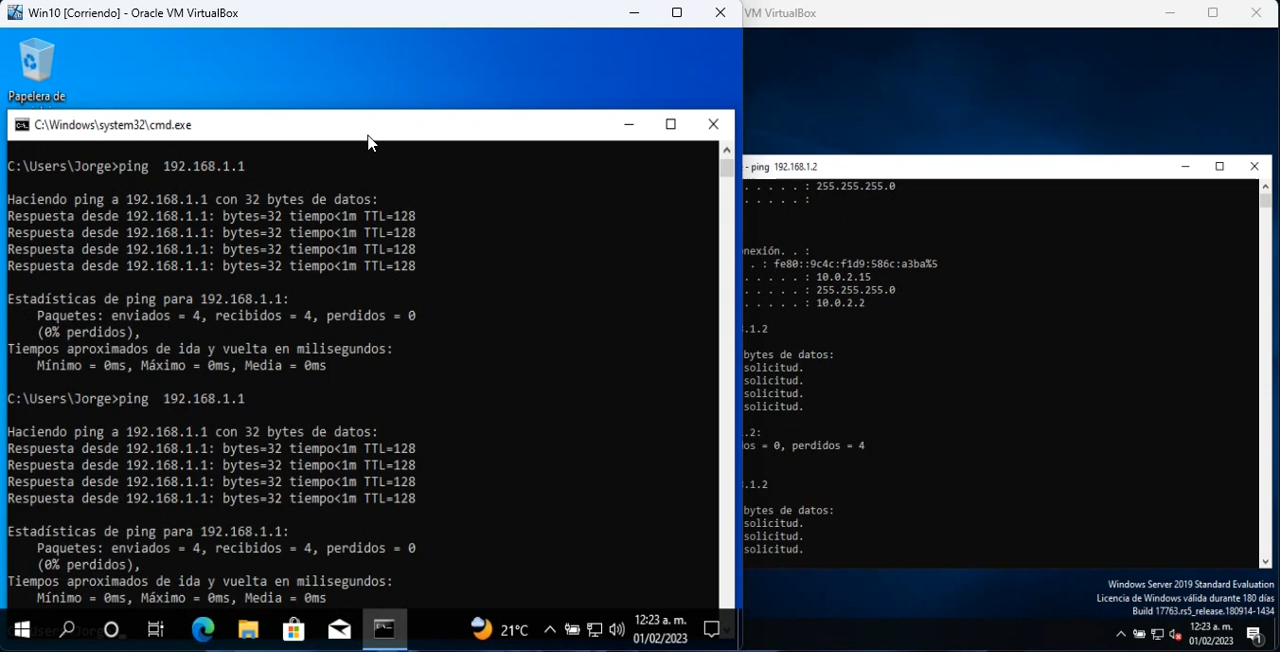 Win10 [Corriendo] - Oracle VM VirtualBox
Papelera de
C:\Windows\system32\cmd.exe
C:\Users\Jorge>ping  192.168.1.1
Haciendo ping a 192.168.1.1 con 32 bytes de datos:
Respuesta desde 192.168.1.1: bytes=32 tiempo<1m TTL=128
Respuesta desde 192.168.1.1: bytes=32 tiempo<1m TTL=128
Respuesta desde 192.168.1.1: bytes=32 tiempo<1m TTL=128
Respuesta desde 192.168.1.1: bytes=32 tiempo<1m TTL=128
Estadísticas de ping para 192.168.1.1:
Paquetes: enviados = 4, recibidos = 4, perdidos = 0
(0% perdidos),
Tiempos aproximados de ida y vuelta en milisegundos:
Mínimo = 0ms, Máximo = 0ms, Media = 0ms
C:\Users\Jorge>ping  192.168.1.1
Haciendo ping a 192.168.1.1 con 32 bytes de datos:
Respuesta desde 192.168.1.1: bytes=32 tiempo<1m TTL=128
Respuesta desde 192.168.1.1: bytes=32 tiempo<1m TTL=128
Respuesta desde 192.168.1.1: bytes=32 tiempo<1m TTL=128
Respuesta desde 192.168.1.1: bytes=32 tiempo<1m TTL=128
Estadísticas de ping para 192.168.1.1:
Paquetes: enviados = 4, recibidos = 4, perdidos = 0
(0% perdidos),
Tiempos aproximados de ida y vuelta en milisegundos:
Mínimo = 0ms, Máximo = 0ms, Media = 0ms
21°C
12:23 a. m.
01/02/2023
VM VirtualBox
- ping 192.168.1.2
. . . . . : 255.255.255.0
. . . . . :
nexión. . :
. . : fe80::9c4c:f1d9:586c:a3ba%5
. . . . . : 10.0.2.15
. . . . . : 255.255.255.0
. . . . . : 10.0.2.2
3.1.2
bytes de datos:
solicitud.
solicitud.
solicitud.
solicitud.
.2:
os = 0, perdidos = 4
3.1.2
bytes de datos:
solicitud.
solicitud.
solicitud.
Windows Server 2019 Standard Evaluation
Licencia de Windows válida durante 180 días
Build 17763.rs5_release.180914-1434
12:23 a. m.
01/02/2023
1